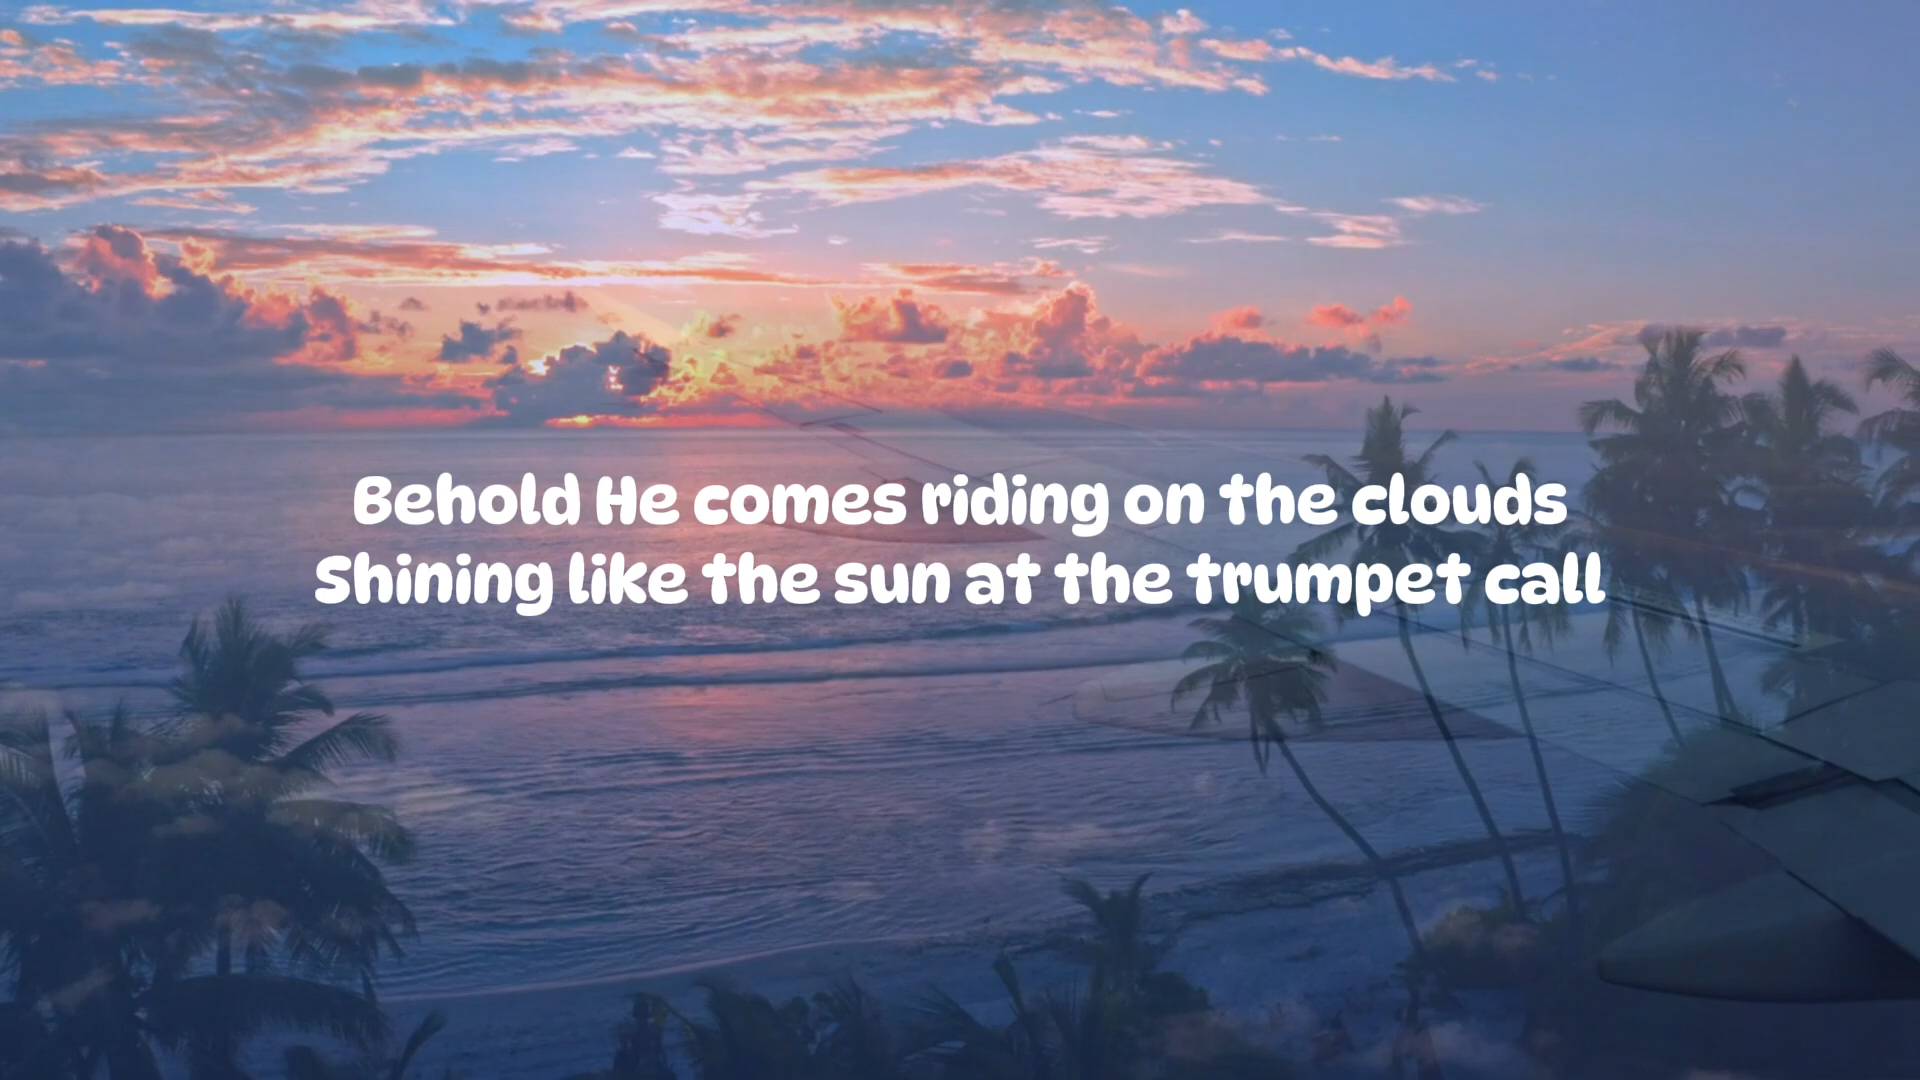 Behold He comes riding on the clouds
Shining like the sun at the trumpet call